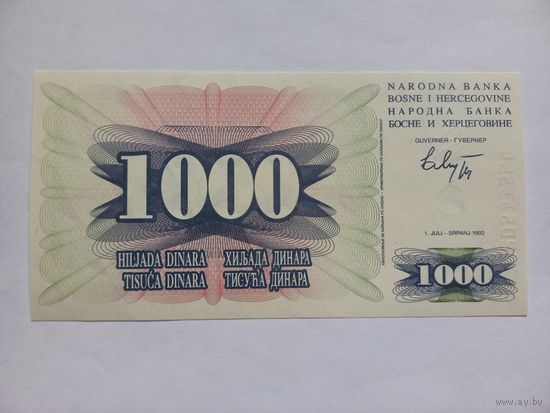 NARODNA BANKA
BOSNE I HERCEGOVINE
НАРОДНА БАНКА
БОСНЕ И ХЕРЦЕГОВИНЕ
GUVERNER - ГУВЕРНЕР
1. JULI - SRPANJ 1992
1000
HILJADA DINARA ХИЉАДА ДИНАРА
TISUĆA DINARA ТИСУЋА ДИНАРА
1000
www.ay.by